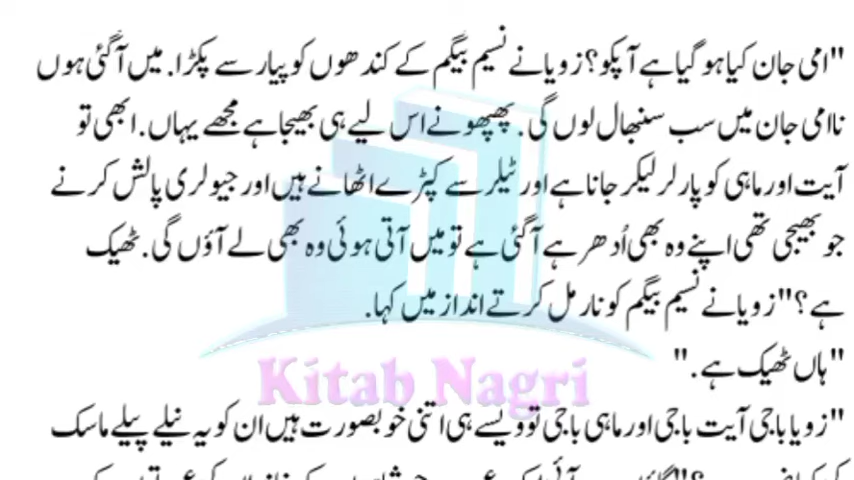 "امی جان کیا ہو گیا ہے آپکو؟ زویا نے نسیم بیگم کے کندھوں کو پیار سے پکڑا. میں آ گئی ہوں
نا امی جان میں سب سنبھال لوں گی. پھپھو نے اس لیے ہی بھیجا ہے مجھے یہاں. ابھی تو
آیت اور ماہی کو پارلر لیکر جانا ہے اور ٹیلر سے کپڑے اٹھانے ہیں اور جیولری پالش کرنے
جو بھیجی تھی اپنے وہ بھی اُدھر ہے آ گئی ہے تو میں آتی ہوئی وہ بھی لے آؤں گی. ٹھیک
ہے؟" زویا نے نسیم بیگم کو نارمل کرتے انداز میں کہا.
"ہاں ٹھیک ہے."
Kitab Nagri
"زویا باجی آیت باجی اور ماہی باجی تو ویسے ہی اتنی خوبصورت ہیں ان کو یہ نیلے پیلے ماسک